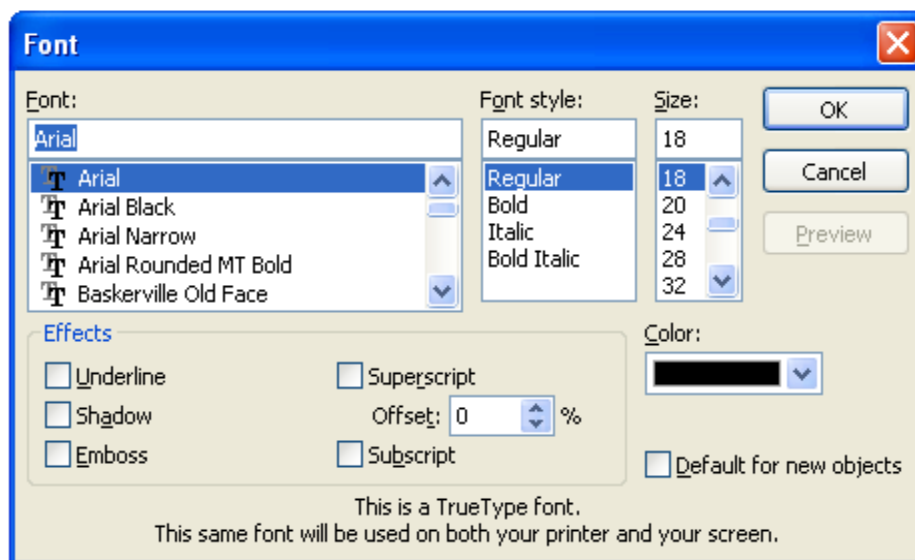 Font
Font:
Font style:
Size:
Arial
Regular
18
OK
Cancel
Preview
Arial
Arial Black
Arial Narrow
Arial Rounded MT Bold
Baskerville Old Face
Regular
Bold
Italic
Bold Italic
18
20
24
28
32
Effects
Underline
Shadow
Emboss
Superscript
Offset: 0 %
Subscript
Color:
Default for new objects
This is a TrueType font.
This same font will be used on both your printer and your screen.